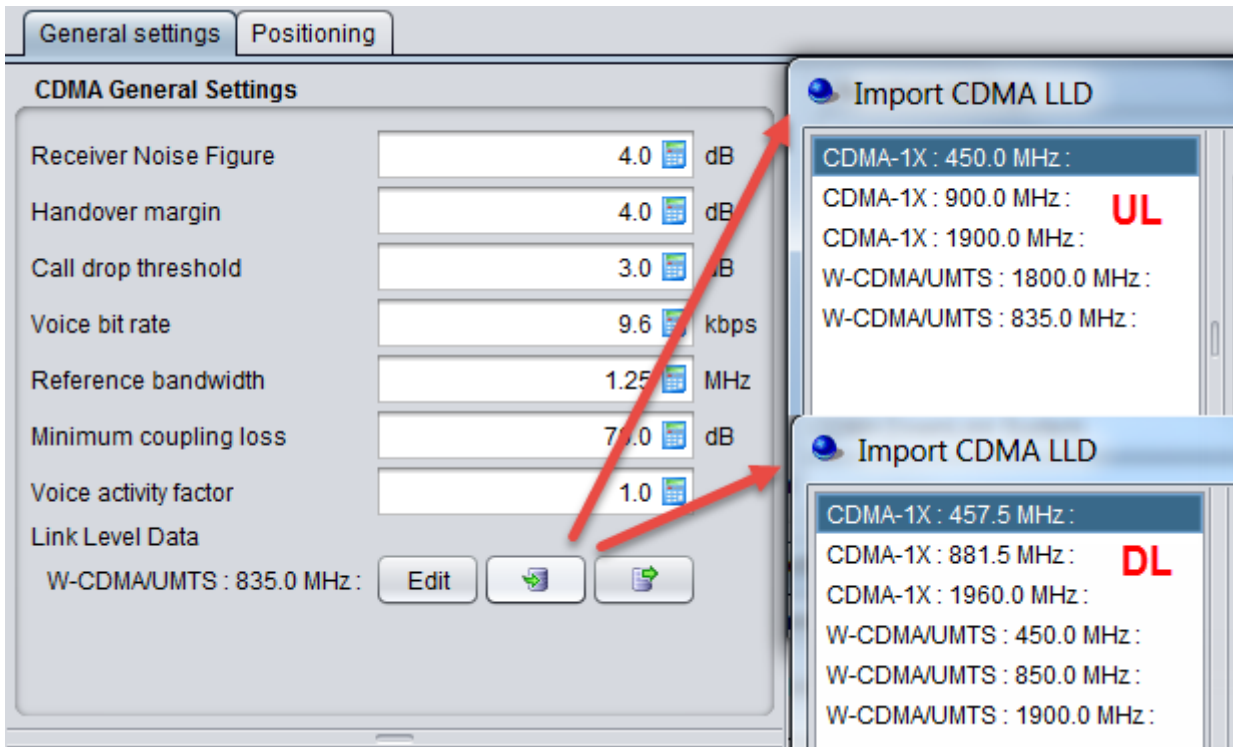 General settings Positioning
CDMA General Settings
Receiver Noise Figure 4.0 dB
Handover margin 4.0 dB
Call drop threshold 3.0 dB
Voice bit rate 9.6 kbps
Reference bandwidth 1.25 MHz
Minimum coupling loss dB
Voice activity factor 1.0
Link Level Data
W-CDMA/UMTS : 835.0 MHz : Edit
Import CDMA LLD
CDMA-1X : 450.0 MHz :
CDMA-1X : 900.0 MHz :
UL
CDMA-1X : 1900.0 MHz :
W-CDMA/UMTS : 1800.0 MHz :
W-CDMA/UMTS : 835.0 MHz :
Import CDMA LLD
CDMA-1X : 457.5 MHz :
CDMA-1X : 881.5 MHz :
DL
CDMA-1X : 1960.0 MHz :
W-CDMA/UMTS : 450.0 MHz :
W-CDMA/UMTS : 850.0 MHz :
W-CDMA/UMTS : 1900.0 MHz :